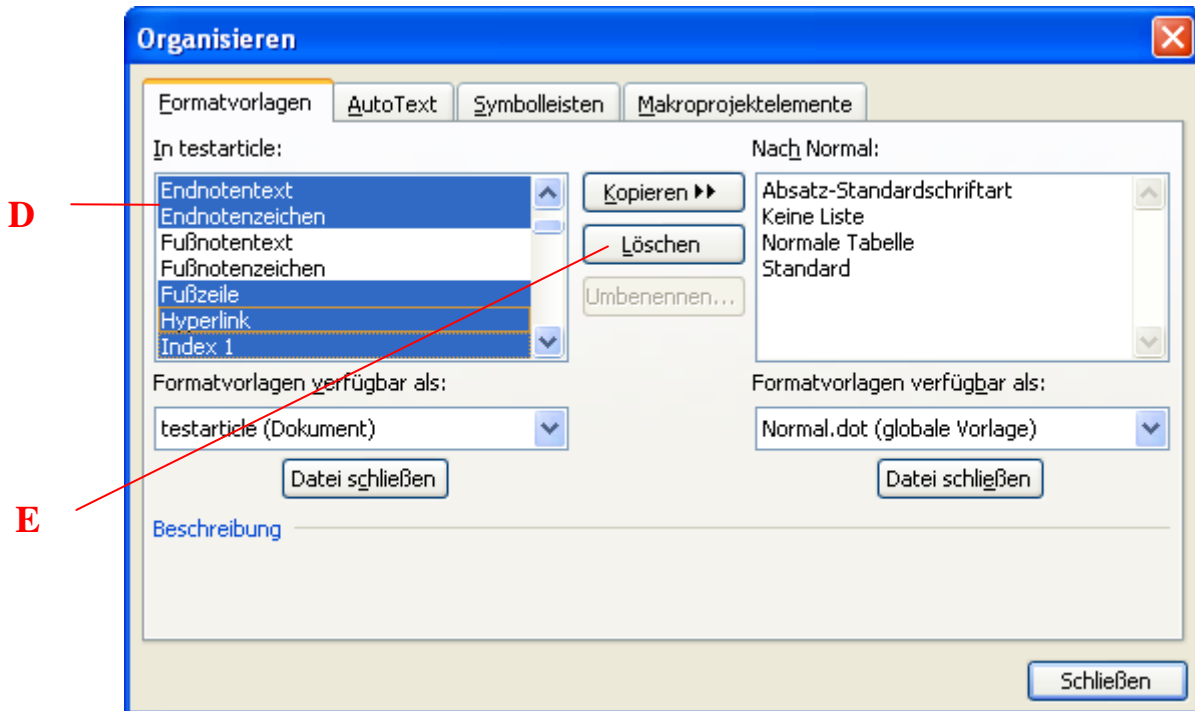 Organisieren
Formatvorlagen AutoText Symbolleisten Makroprojektelemente
In testarticle:
Nach Normal:
D
Endnotentext
Endnotenzeichen
Fußnotentext
Fußnotenzeichen
Fußzeile
Hyperlink
Index 1
Kopieren
Löschen
Umbenennen...
Absatz-Standardschriftart
Keine Liste
Normale Tabelle
Standard
Formatvorlagen verfügbar als:
testarticle (Dokument)
Datei schließen
Formatvorlagen verfügbar als:
Normal.dot (globale Vorlage)
Datei schließen
E
Beschreibung
Schließen